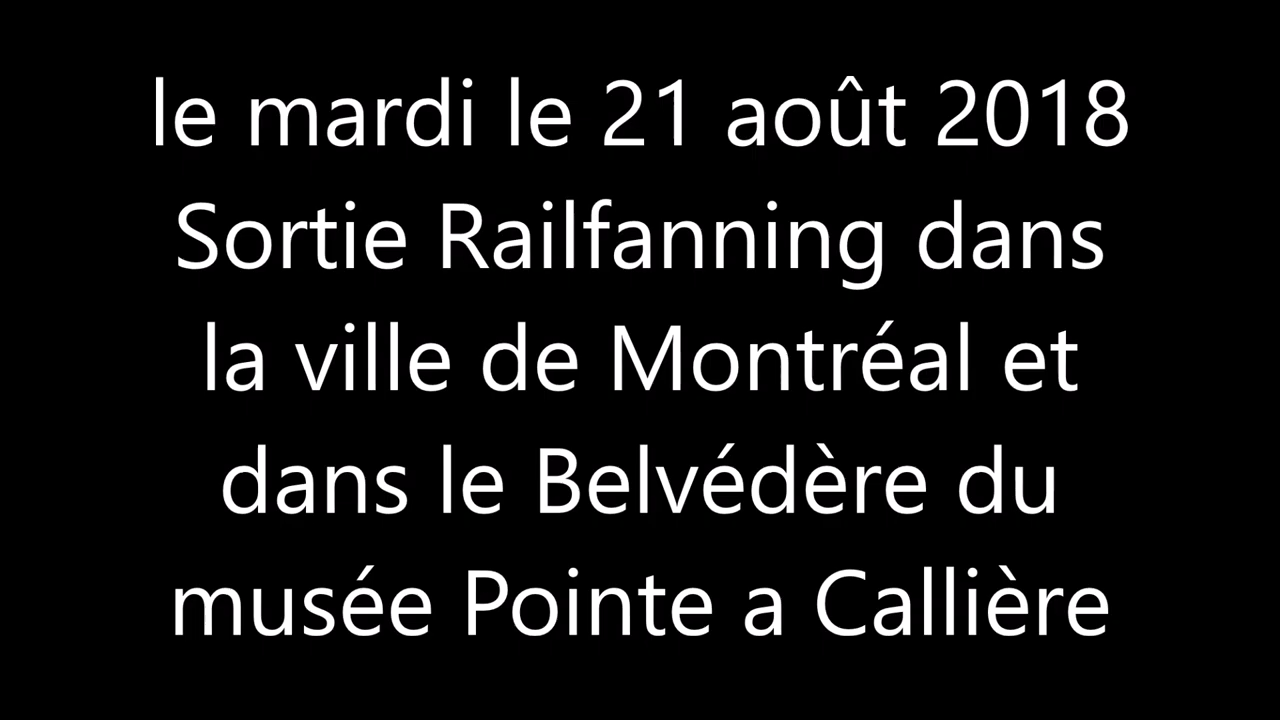 le mardi le 21 août 2018
Sortie Railfanning dans
la ville de Montréal et
dans le Belvédère du
musée Pointe a Callière